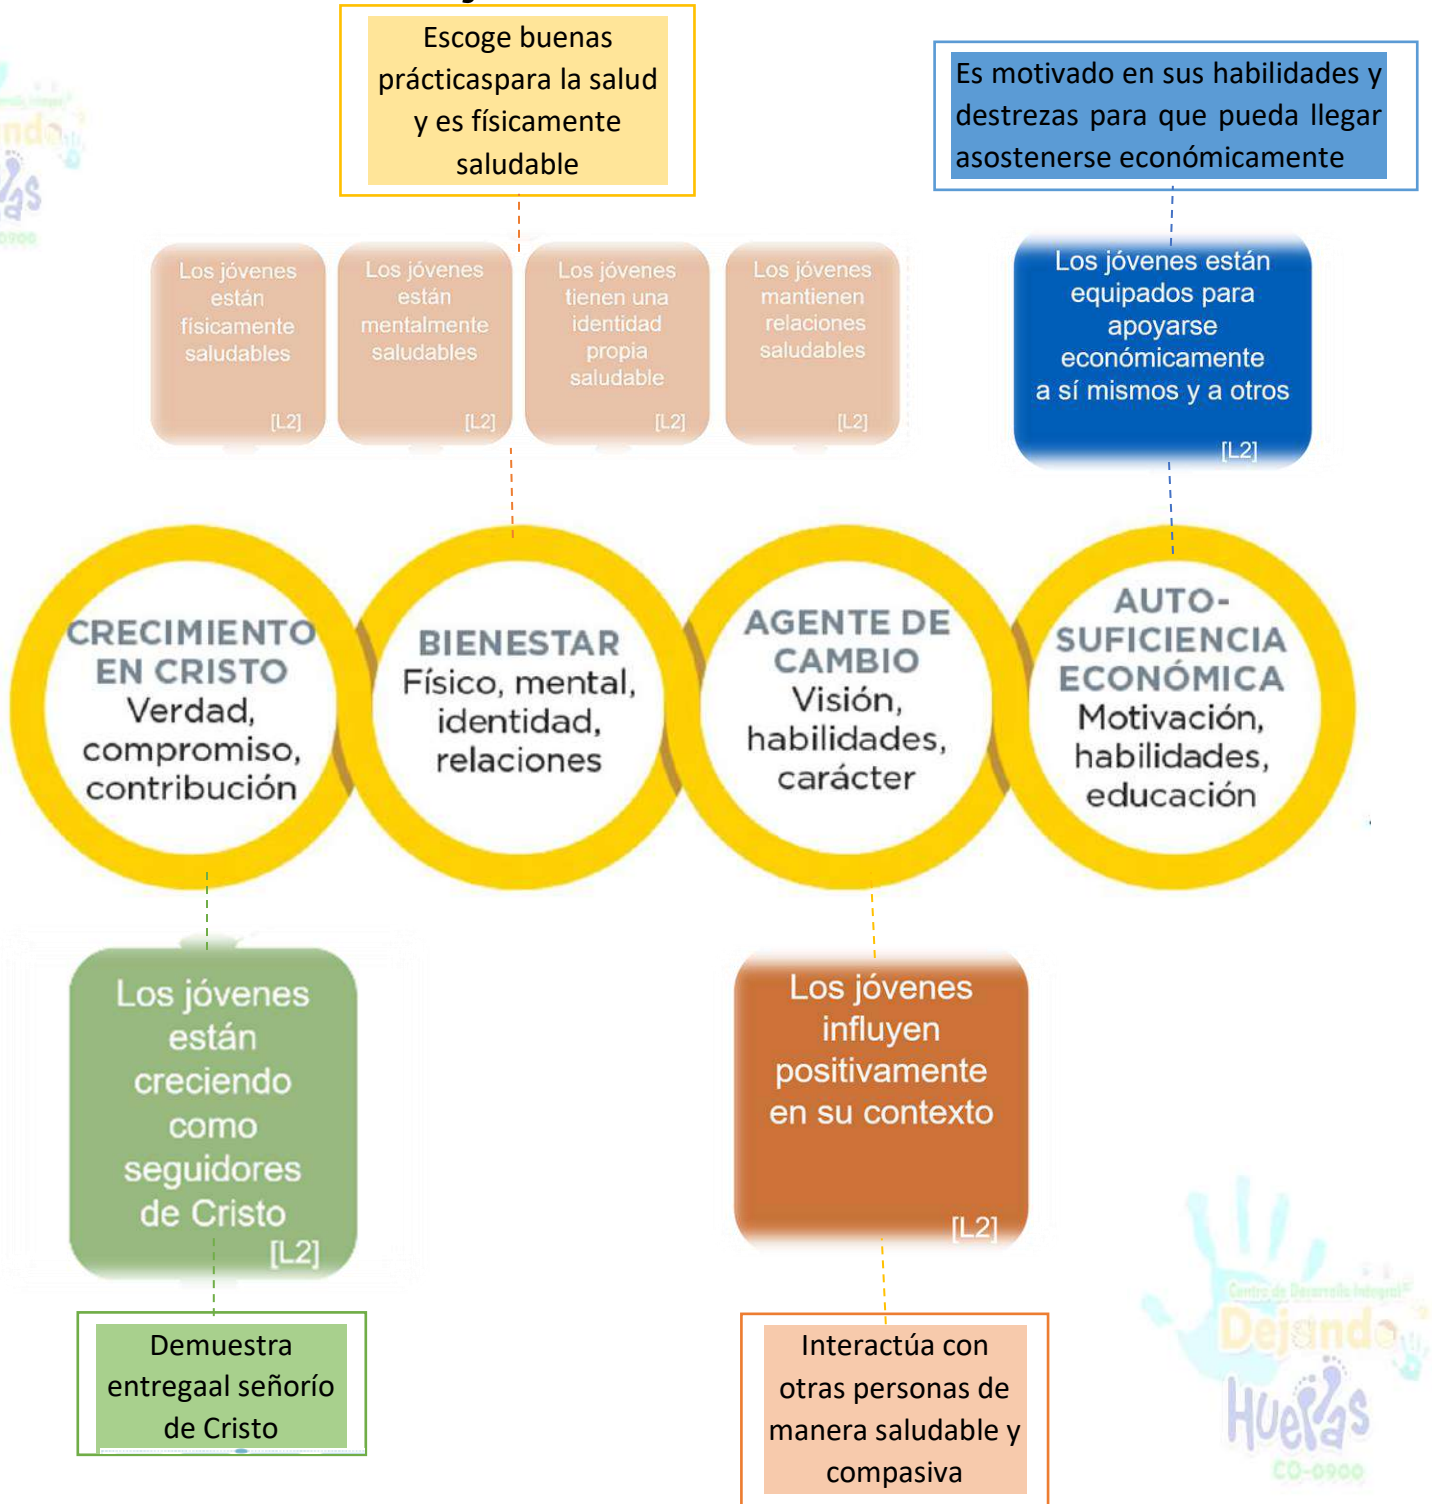 Escoge buenas
prácticaspara la salud
y es físicamente
saludable
Es motivado en sus habilidades y
destrezas para que pueda llegar
asostenerse económicamente
Los jóvenes
están
físicamente
saludables
[L2]
Los jóvenes
están
mentalmente
saludables
[L2]
Los jóvenes
tienen una
identidad
propia
saludable
[L2]
Los jóvenes
mantienen
relaciones
saludables
[L2]
Los jóvenes están
equipados para
apoyarse
económicamente
a sí mismos y a otros
[L2]
CRECIMIENTO
EN CRISTO
Verdad,
compromiso,
contribución
BIENESTAR
Físico, mental,
identidad,
relaciones
AGENTE DE
CAMBIO
Visión,
habilidades,
carácter
AUTO-
SUFICIENCIA
ECONÓMICA
Motivación,
habilidades,
educación
Los jóvenes
están
creciendo
como
seguidores
de Cristo
[L2]
Los jóvenes
influyen
positivamente
en su contexto
[L2]
Demuestra
entregaal señorío
de Cristo
Interactúa con
otras personas de
manera saludable y
compasiva
Centro de Desarrollo Integral
Dejando
Huellas
CO-0900